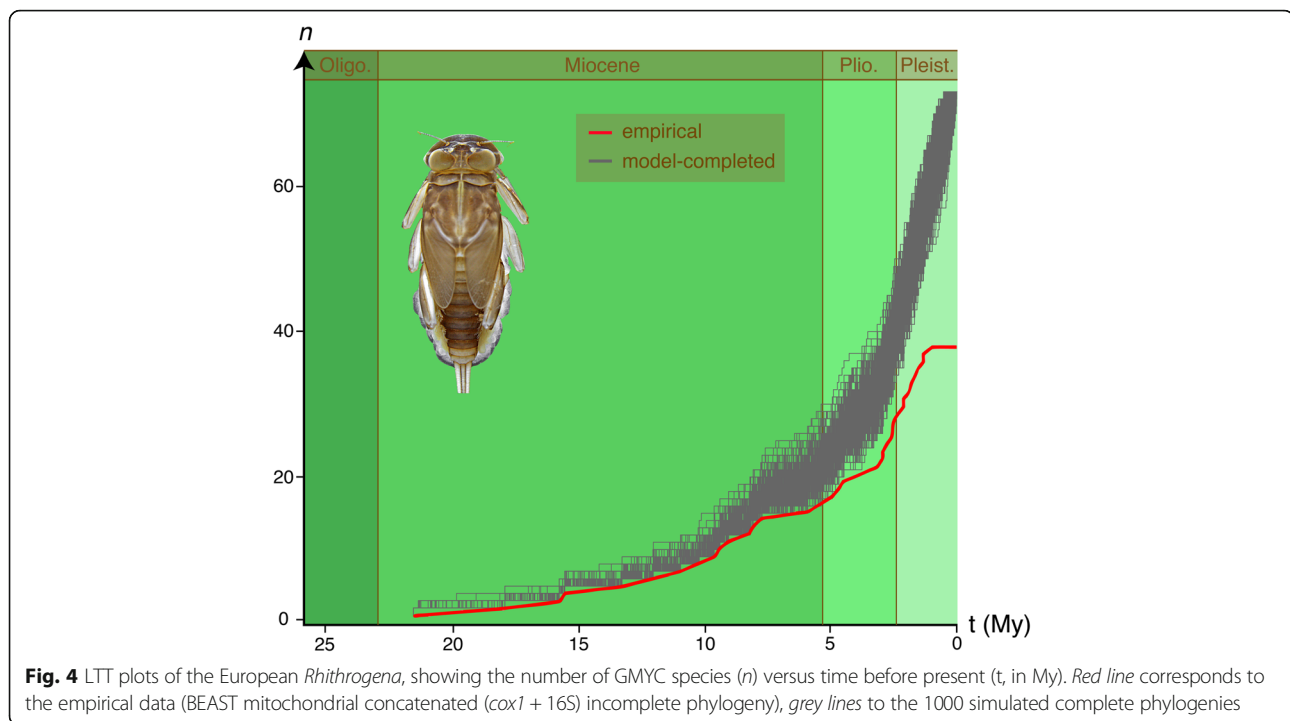 n
Oligo. Miocene Plio. Pleist.
empirical
model-completed
60
40
20
0
25 20 15 10 5 0 t (My)
Fig. 4 LTT plots of the European Rhithrogena, showing the number of GMYC species (n) versus time before present (t, in My). Red line corresponds to
the empirical data (BEAST mitochondrial concatenated (cox1 + 16S) incomplete phylogeny), grey lines to the 1000 simulated complete phylogenies